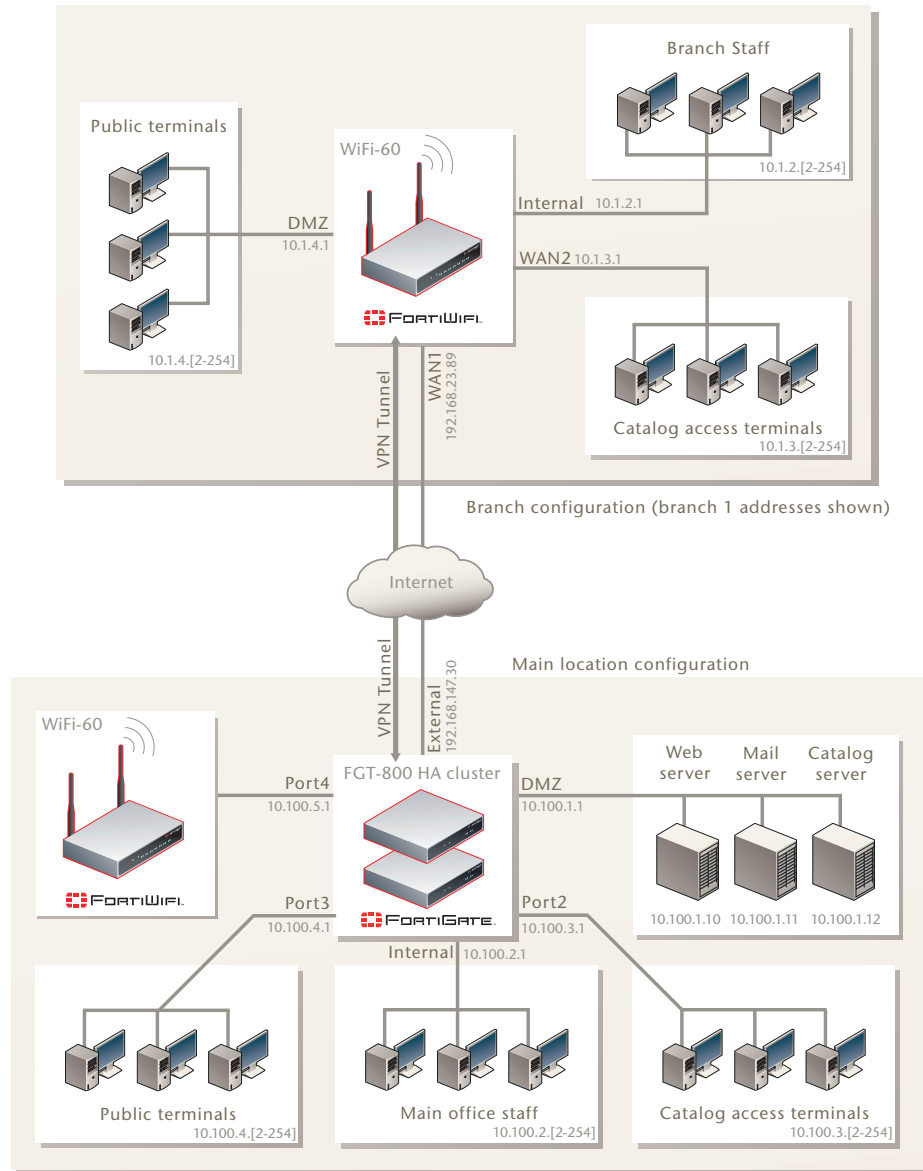 Branch Staff
10.1.2.[2-254]
Public terminals
10.1.4.[2-254]
WiFi-60
FORTIWIFI
DMZ
10.1.4.1
Internal 10.1.2.1
WAN2 10.1.3.1
Catalog access terminals
10.1.3.[2-254]
VPN Tunnel
WAN1
192.168.23.89
Branch configuration (branch 1 addresses shown)
Internet
VPN Tunnel
External
192.168.147.30
Main location configuration
WiFi-60
FORTIWIFI
Port4
10.100.5.1
FGT-800 HA cluster
FORTIGATE
DMZ
10.100.1.1
Web server
Mail server
Catalog server
10.100.1.10
10.100.1.11
10.100.1.12
Port3
10.100.4.1
Port2
10.100.3.1
Internal 10.100.2.1
Public terminals
10.100.4.[2-254]
Main office staff
10.100.2.[2-254]
Catalog access terminals
10.100.3.[2-254]